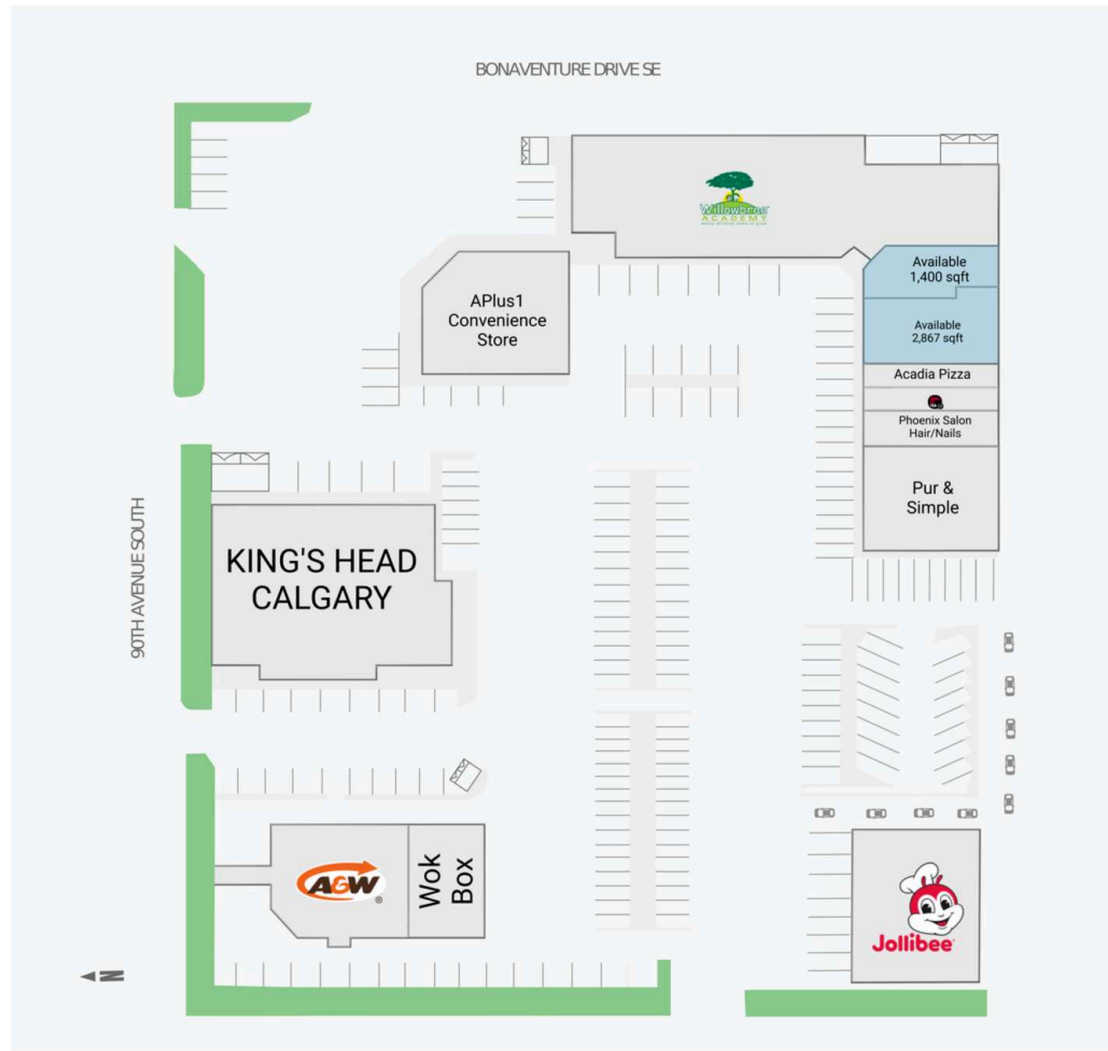 BONAVENTURE DRIVE SE
Willowbrae
ACADEMY
Available
1,400 sqft
APlus1
Convenience
Store
Available
2,867 sqft
Acadia Pizza
Phoenix Salon
Hair/Nails
Pur &
Simple
90TH AVENUE SOUTH
KING'S HEAD
CALGARY
A&W
®
Wok
Box
Jollibee
N